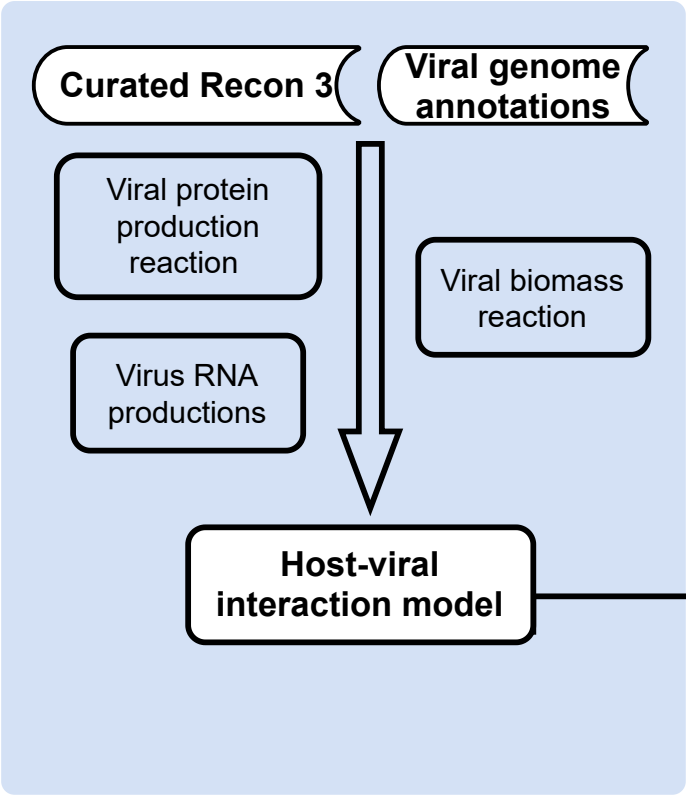 Curated Recon 3
Viral genome
annotations
Viral protein
production
reaction
Viral biomass
reaction
Virus RNA
productions
Host-viral
interaction model